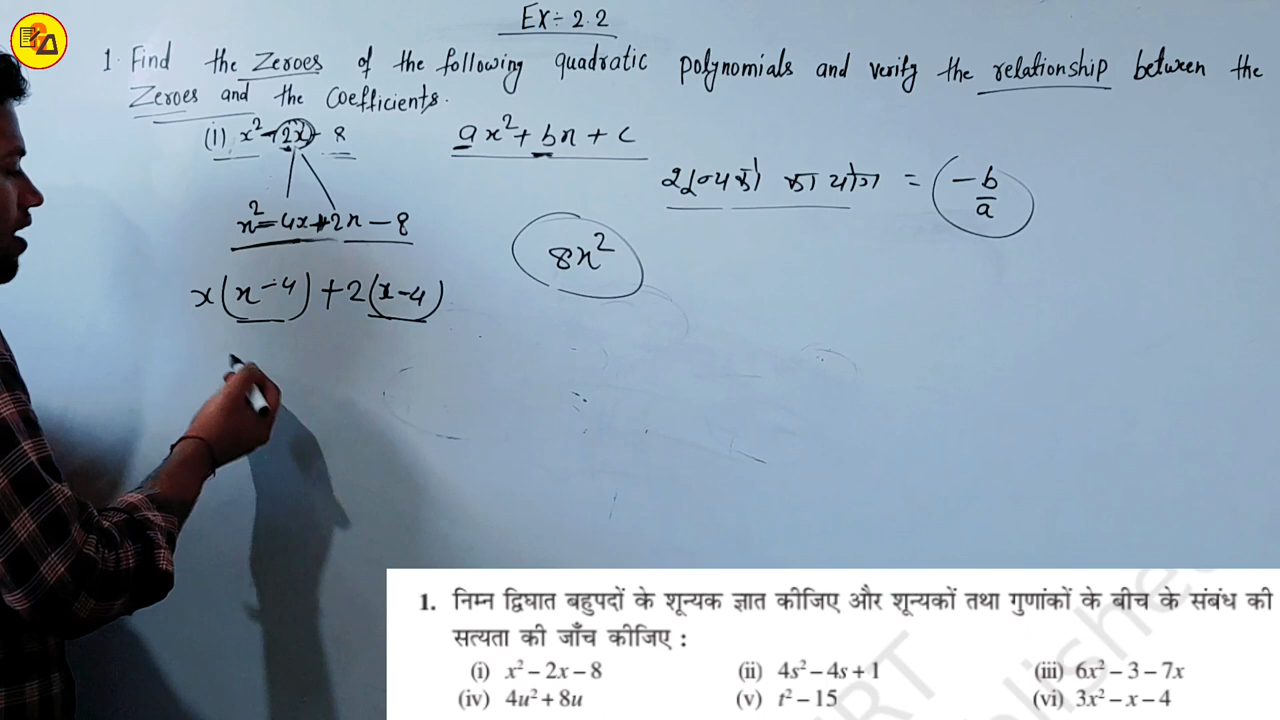 EX÷ 2.2
1. Find the Zeroes of the following quadratic polynomials and verify the relationship between the
Zeroes and the Coefficients.
(i) x² - 2x - 8
ax² + bx + c
शून्यकों का योग = -b/a
x² - 4x + 2x - 8
8x²
x(x-4) + 2(x-4)
1. निम्न द्विघात बहुपदों के शून्यक ज्ञात कीजिए और शून्यकों तथा गुणांकों के बीच के संबंध की
सत्यता की जाँच कीजिए :
(i) x² – 2x – 8 (ii) 4s² – 4s + 1 (iii) 6x² – 3 – 7x
(iv) 4u² + 8u (v) t² – 15 (vi) 3x² – x – 4